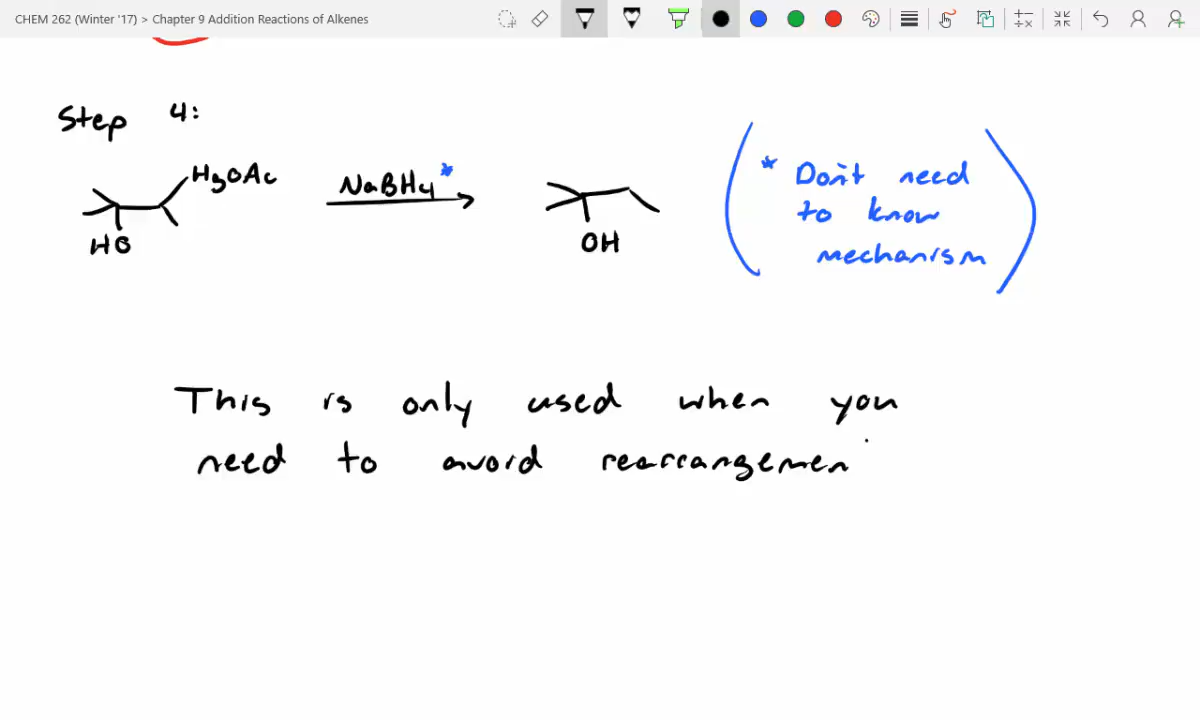 CHEM 262 (Winter '17) > Chapter 9 Addition Reactions of Alkenes
Step 4:
HgOAc
HO
NaBH4*
OH
* Don't need
to know
mechanism
This is only used when you
need to avoid rearrangemen